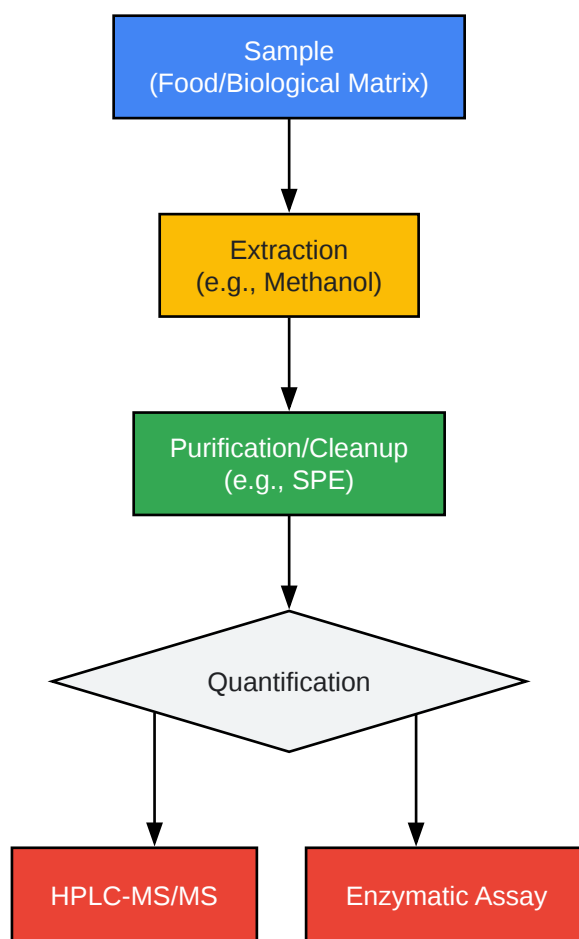 Sample
(Food/Biological Matrix)
Extraction
(e.g., Methanol)
Purification/Cleanup
(e.g., SPE)
Quantification
HPLC-MS/MS
Enzymatic Assay